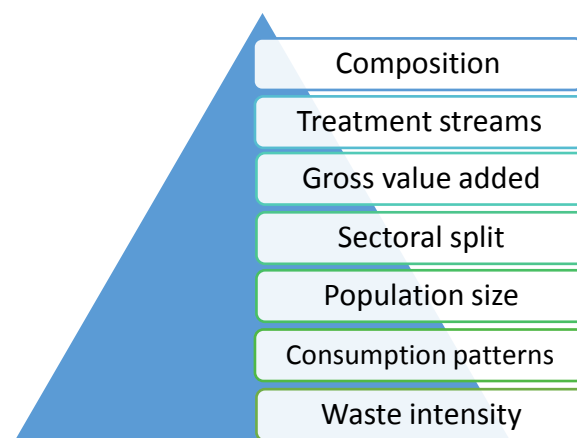 Composition
Treatment streams
Gross value added
Sectoral split
Population size
Consumption patterns
Waste intensity